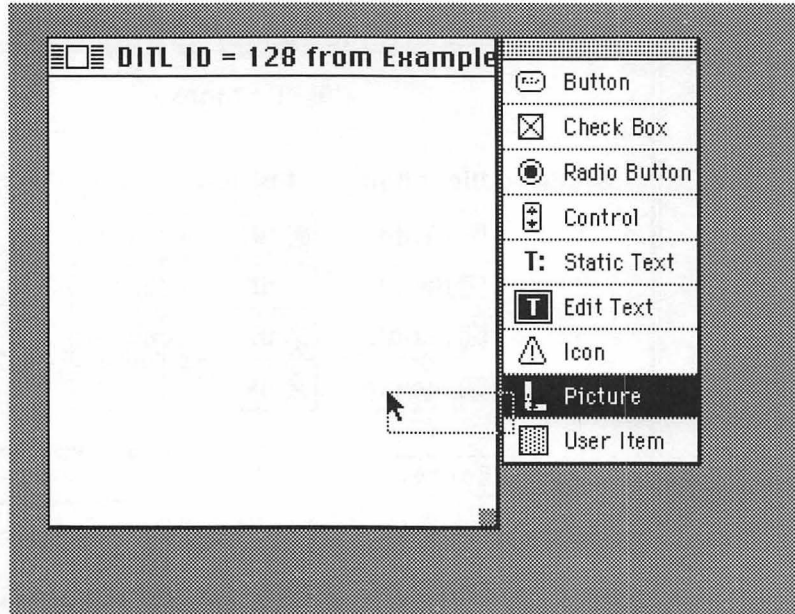 DITL ID = 128 from Example
Button
Check Box
Radio Button
Control
T: Static Text
T Edit Text
Icon
Picture
User Item